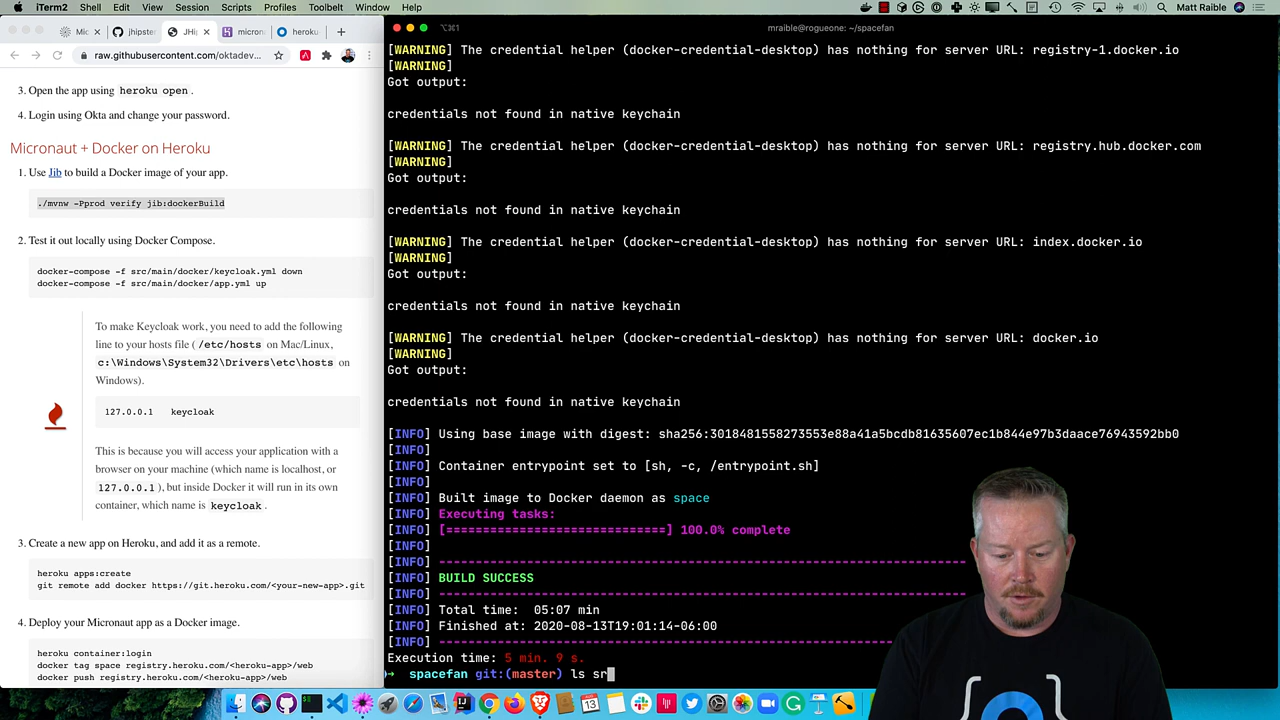 iTerm2 Shell Edit View Session Scripts Profiles Toolbelt Window Help
Matt Raible
Mic
jhipster
JHip
micron
heroku
raw.githubusercontent.com/oktadev...
3. Open the app using heroku open.
4. Login using Okta and change your password.
Micronaut + Docker on Heroku
1. Use Jib to build a Docker image of your app.
./mvnw -Pprod verify jib:dockerBuild
2. Test it out locally using Docker Compose.
docker-compose -f src/main/docker/keycloak.yml down
docker-compose -f src/main/docker/app.yml up
To make Keycloak work, you need to add the following
line to your hosts file ( /etc/hosts on Mac/Linux,
c:\Windows\System32\Drivers\etc\hosts on
Windows).
127.0.0.1 keycloak
This is because you will access your application with a
browser on your machine (which name is localhost, or
127.0.0.1 ), but inside Docker it will run in its own
container, which name is keycloak .
3. Create a new app on Heroku, and add it as a remote.
heroku apps:create
git remote add docker https://git.heroku.com/<your-new-app>.git
4. Deploy your Micronaut app as a Docker image.
heroku container:login
docker tag space registry.heroku.com/<heroku-app>/web
docker push registry.heroku.com/<heroku-app>/web
⌥⌘1
mraible@rogueone: ~/spacefan
[WARNING] The credential helper (docker-credential-desktop) has nothing for server URL: registry-1.docker.io
[WARNING]
Got output:
credentials not found in native keychain
[WARNING] The credential helper (docker-credential-desktop) has nothing for server URL: registry.hub.docker.com
[WARNING]
Got output:
credentials not found in native keychain
[WARNING] The credential helper (docker-credential-desktop) has nothing for server URL: index.docker.io
[WARNING]
Got output:
credentials not found in native keychain
[WARNING] The credential helper (docker-credential-desktop) has nothing for server URL: docker.io
[WARNING]
Got output:
credentials not found in native keychain
[INFO] Using base image with digest: sha256:3018481558273553e88a41a5bcdb81635607ec1b844e97b3daace76943592bb0
[INFO]
[INFO] Container entrypoint set to [sh, -c, /entrypoint.sh]
[INFO]
[INFO] Built image to Docker daemon as space
[INFO] Executing tasks:
[INFO] [==============================] 100.0% complete
[INFO]
[INFO] ------------------------------------------------------------------------
[INFO] BUILD SUCCESS
[INFO] ------------------------------------------------------------------------
[INFO] Total time: 05:07 min
[INFO] Finished at: 2020-08-13T19:01:14-06:00
[INFO] ------------------------------------------------------------------------
Execution time: 5 min. 9 s.
➜ spacefan git:(master) ls sr